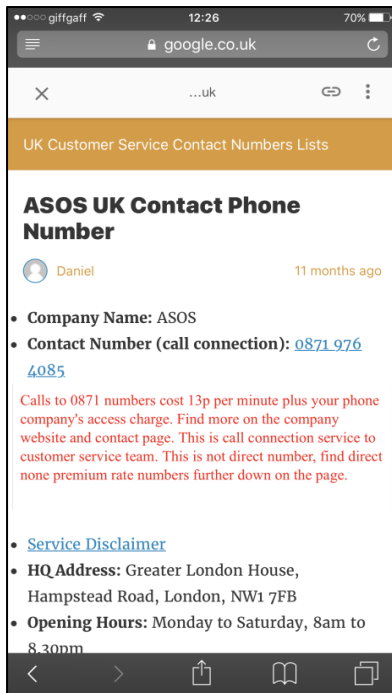 giffgaff 12:26 70%
google.co.uk
...uk
UK Customer Service Contact Numbers Lists
ASOS UK Contact Phone
Number
Daniel 11 months ago
• Company Name: ASOS
• Contact Number (call connection): 0871 976
4085
Calls to 0871 numbers cost 13p per minute plus your phone
company's access charge. Find more on the company
website and contact page. This is call connection service to
customer service team. This is not direct number, find direct
none premium rate numbers further down on the page.
• Service Disclaimer
• HQ Address: Greater London House,
Hampstead Road, London, NW1 7FB
• Opening Hours: Monday to Saturday, 8am to
8.30pm